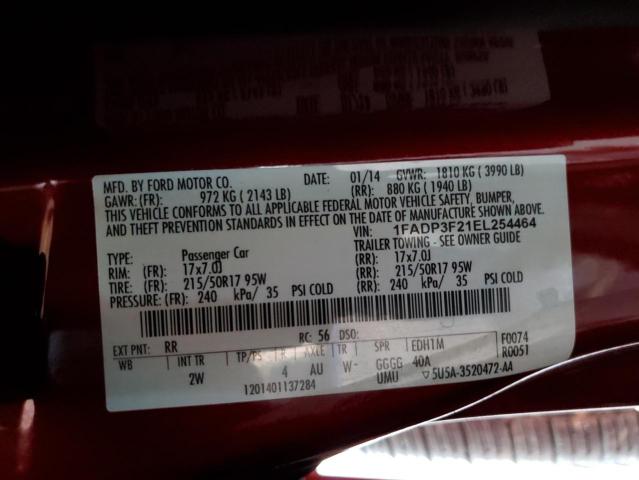 MFD. BY FORD MOTOR CO. DATE: 01/14 GVWR: 1810 KG ( 3990 LB)
GAWR: (FR): 972 KG ( 2143 LB) (RR): 880 KG ( 1940 LB)
THIS VEHICLE CONFORMS TO ALL APPLICABLE FEDERAL MOTOR VEHICLE SAFETY, BUMPER,
AND THEFT PREVENTION STANDARDS IN EFFECT ON THE DATE OF MANUFACTURE SHOWN ABOVE.
VIN: 1FADP3F21EL254464
TYPE: Passenger Car TRAILER TOWING - SEE OWNER GUIDE
RIM: (FR): 17x7.0J (RR): 17x7.0J
TIRE: (FR): 215/50R17 95W (RR): 215/50R17 95W
PRESSURE: (FR): 240 kPa/ 35 PSI COLD (RR): 240 kPa/ 35 PSI COLD
EXT PNT: RR RC: 56 DSO: F0074
WB INT TR TP/PS R AXLE TR SPR EDH1M R0051
2W 4 AU W- GGGG 40A
1201401137284 UMU ▽5U5A-3520472-AA